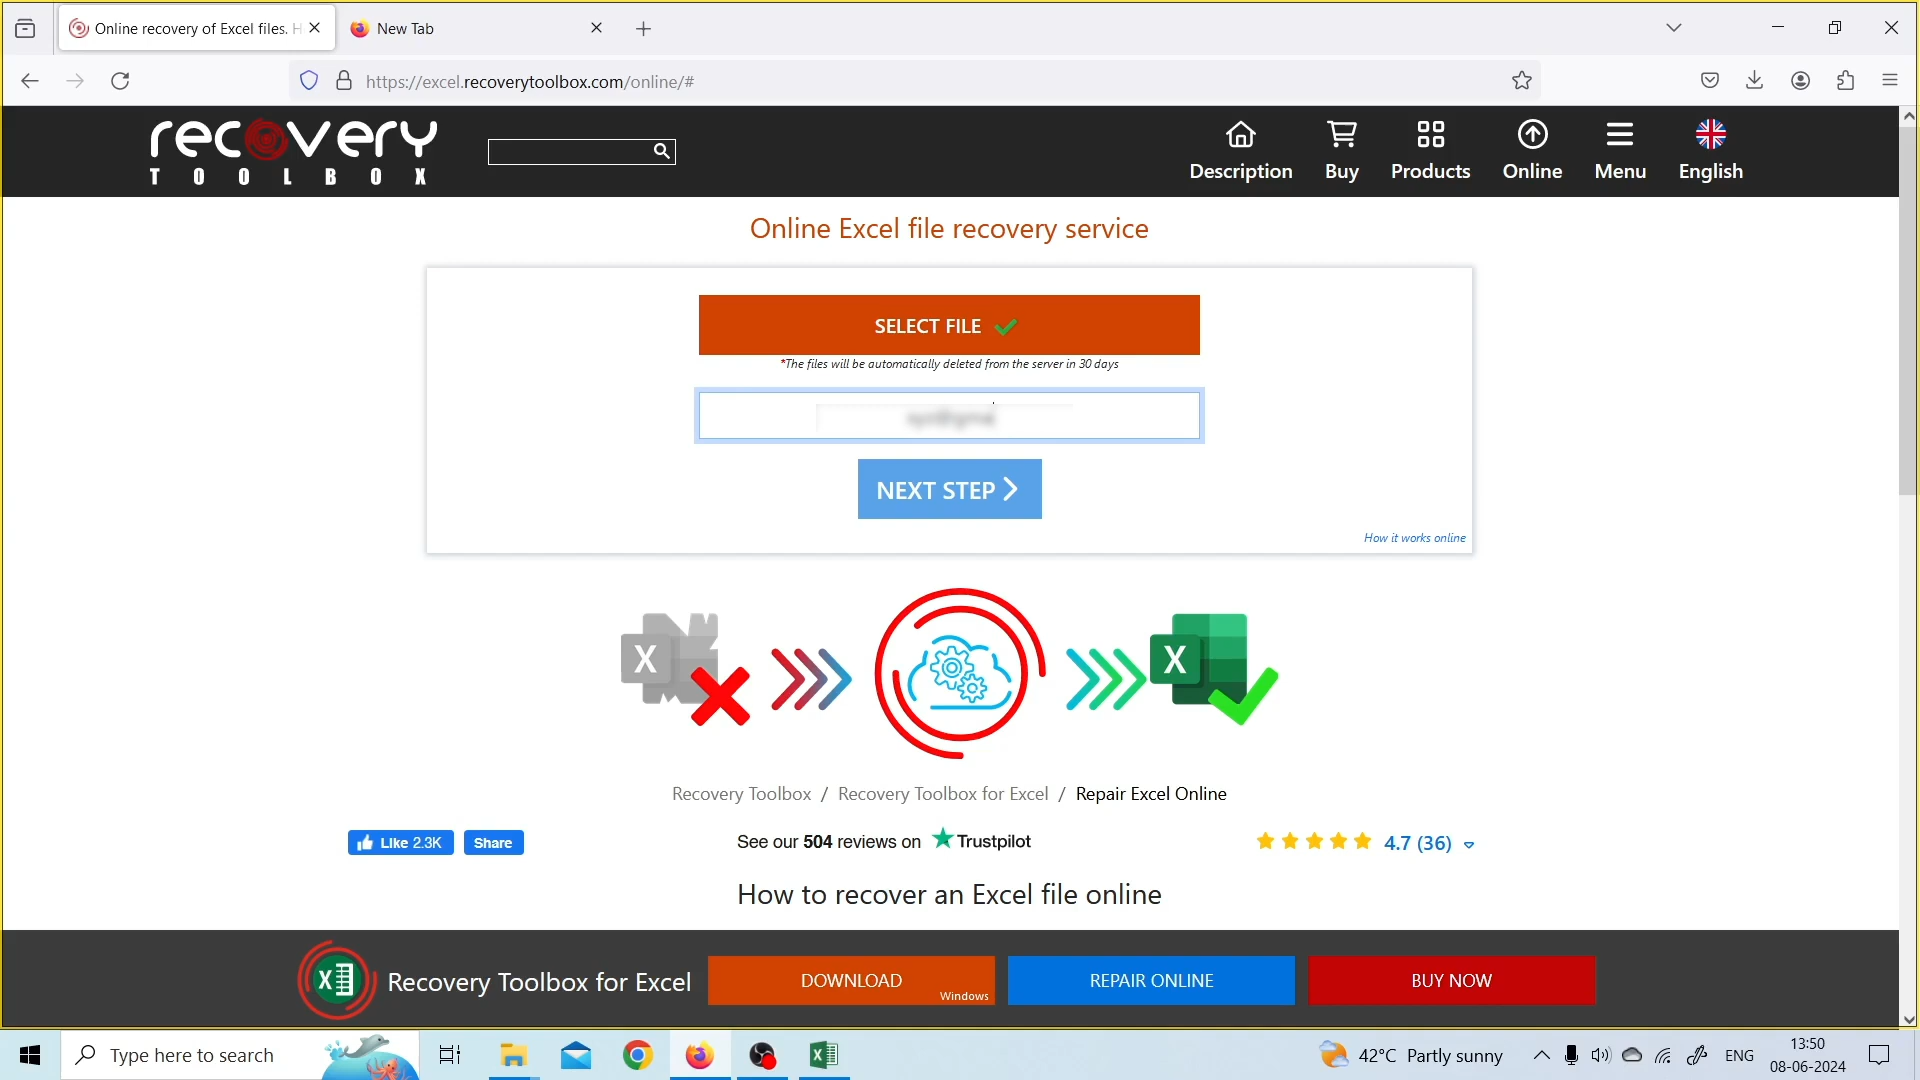 Online recovery of Excel files. H
New Tab
https://excel.recoverytoolbox.com/online/#
recovery
TOOLBOX
Description
Buy
Products
Online
Menu
English
Online Excel file recovery service
SELECT FILE
*The files will be automatically deleted from the server in 30 days
NEXT STEP
How it works online
X
X
Recovery Toolbox / Recovery Toolbox for Excel / Repair Excel Online
Like 2.3K
Share
See our 504 reviews on Trustpilot
4.7 (36)
How to recover an Excel file online
X
Recovery Toolbox for Excel
DOWNLOAD
Windows
REPAIR ONLINE
BUY NOW
Type here to search
42°C Partly sunny
ENG
13:50
08-06-2024